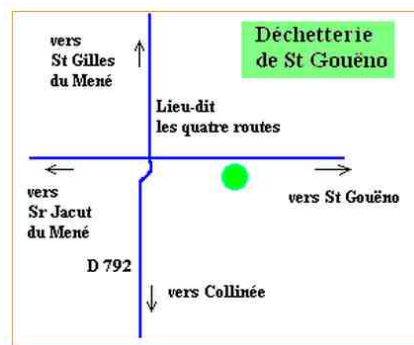 vers
St Gilles
du Mené
Déchetterie
de St Gouëno
Lieu-dit
les quatre routes
vers
Sr Jacut
du Mené
vers St Gouëno
D 792
vers Collinée